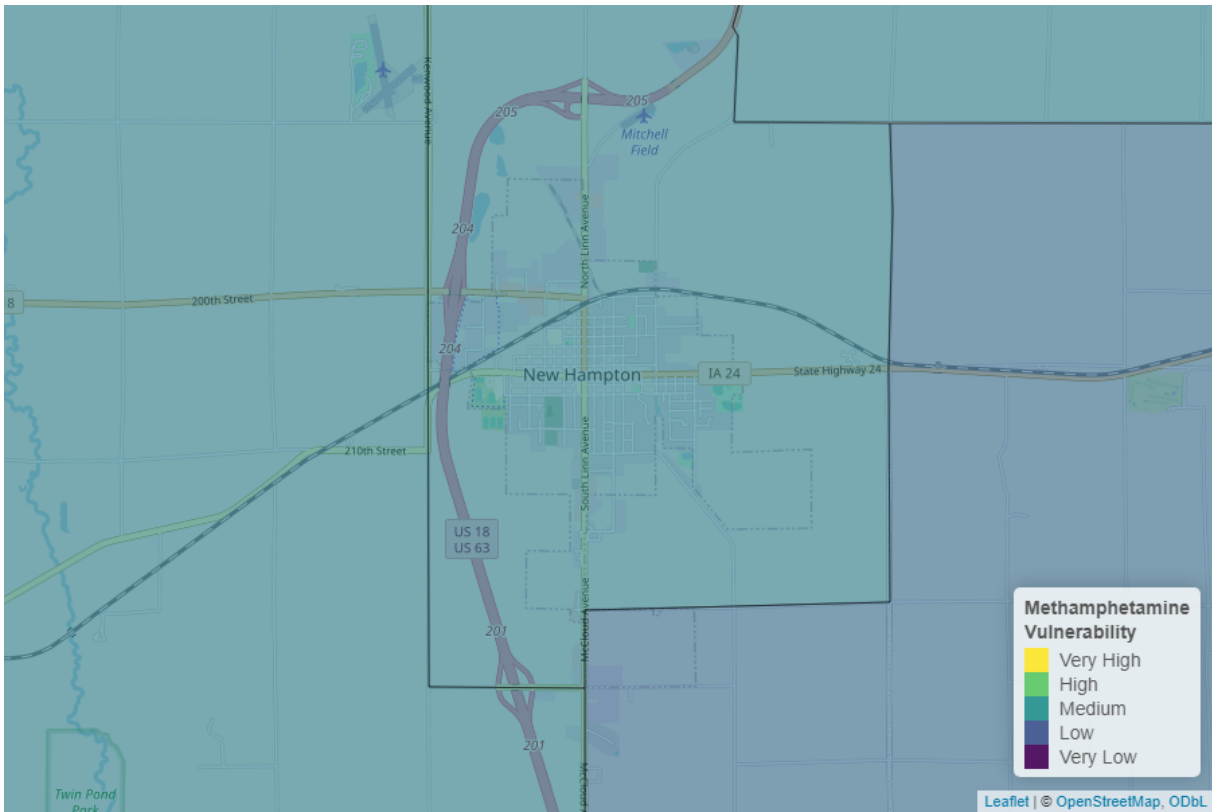 Kenwood Avenue
205
205
Mitchell
Field
204
North Linn Avenue
8
200th Street
204
New Hampton
IA 24
State Highway 24
210th Street
South Linn Avenue
US 18
US 63
McCloud Avenue
201
201
McCloud A
Twin Pond
Park
Methamphetamine
Vulnerability
Very High
High
Medium
Low
Very Low
Leaflet | © OpenStreetMap, ODbL